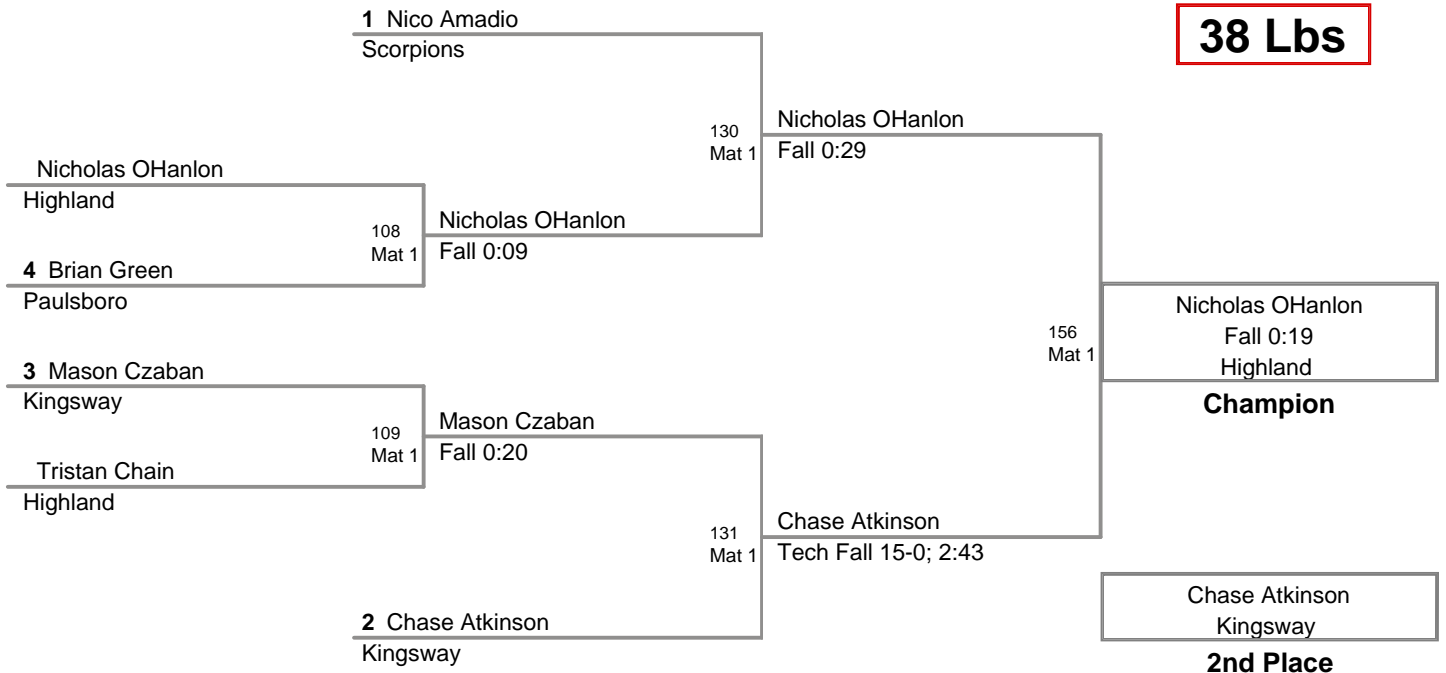 1 Nico Amadio
Scorpions
38 Lbs
Nicholas OHanlon
Highland
108
Mat 1
4 Brian Green
Paulsboro
Nicholas OHanlon
Fall 0:09
130
Mat 1
Nicholas OHanlon
Fall 0:29
3 Mason Czaban
Kingsway
109
Mat 1
Tristan Chain
Highland
Mason Czaban
Fall 0:20
131
Mat 1
2 Chase Atkinson
Kingsway
Chase Atkinson
Tech Fall 15-0; 2:43
156
Mat 1
Nicholas OHanlon
Fall 0:19
Highland
Champion
Chase Atkinson
Kingsway
2nd Place